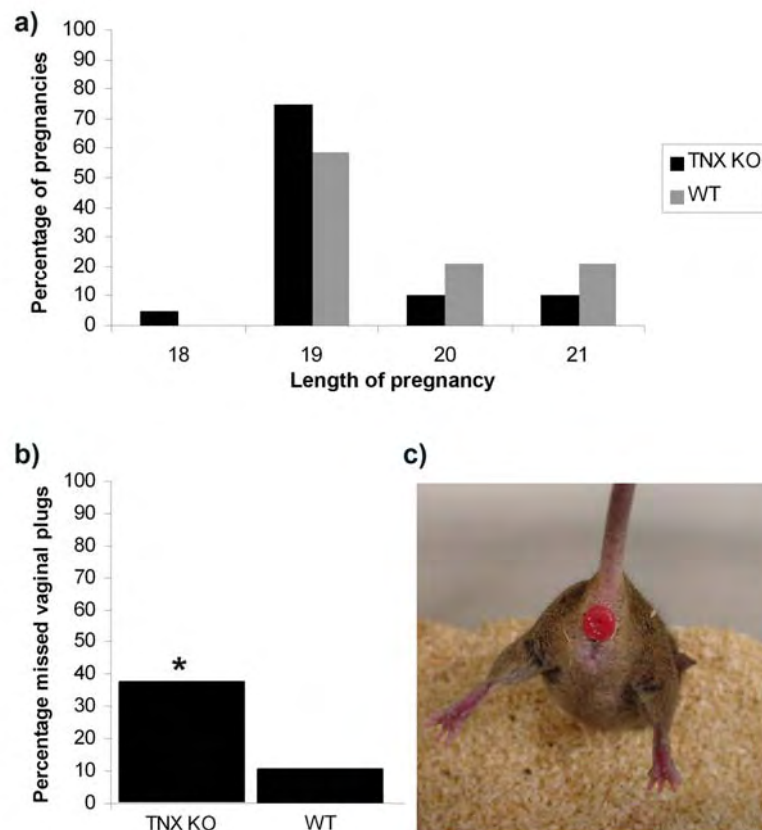 a)
Percentage of pregnancies
100
90
80
70
60
50
40
30
20
10
0
18 19 20 21
Length of pregnancy
TNX KO
WT
b)
Percentage missed vaginal plugs
100
90
80
70
60
50
40
30
20
10
0
*
TNX KO WT
c)